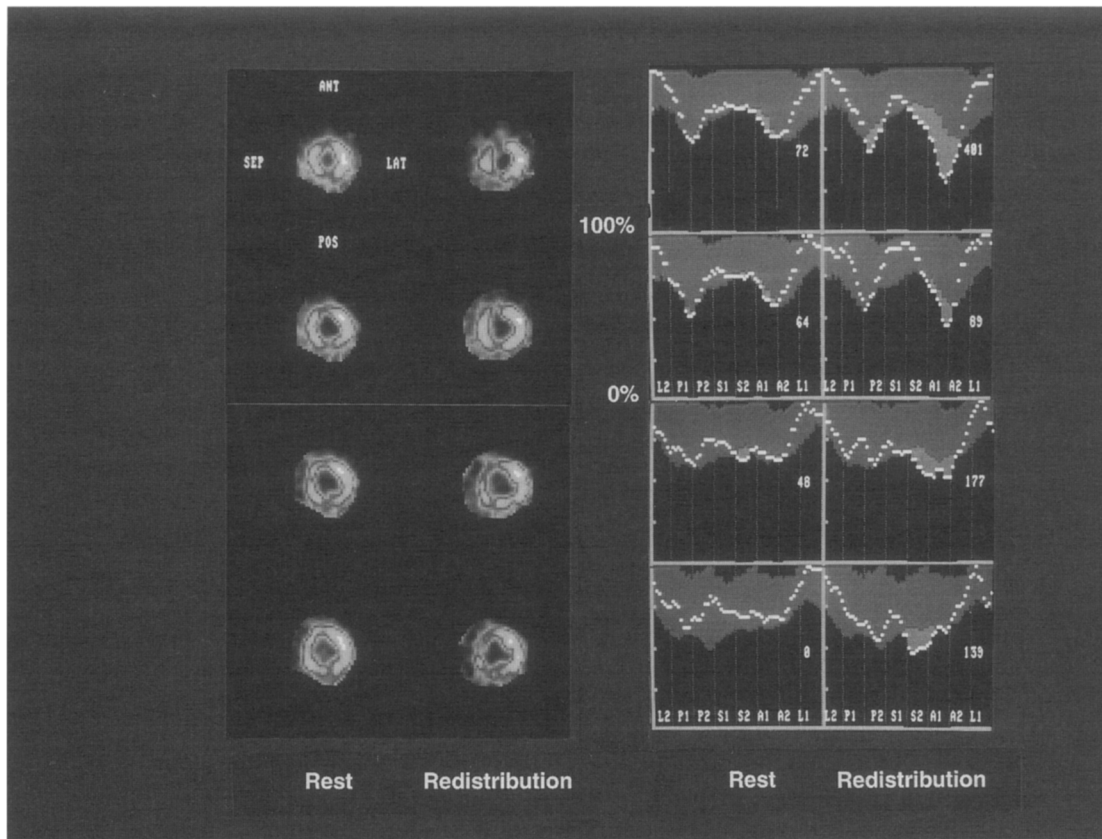 ANT
SEP
LAT
POS
100%
0%
72
401
64
89
L2 P1 P2 S1 S2 A1 A2 L1
L2 P1 P2 S1 S2 A1 A2 L1
48
177
0
139
L2 P1 P2 S1 S2 A1 A2 L1
L2 P1 P2 S1 S2 A1 A2 L1
Rest
Redistribution
Rest
Redistribution